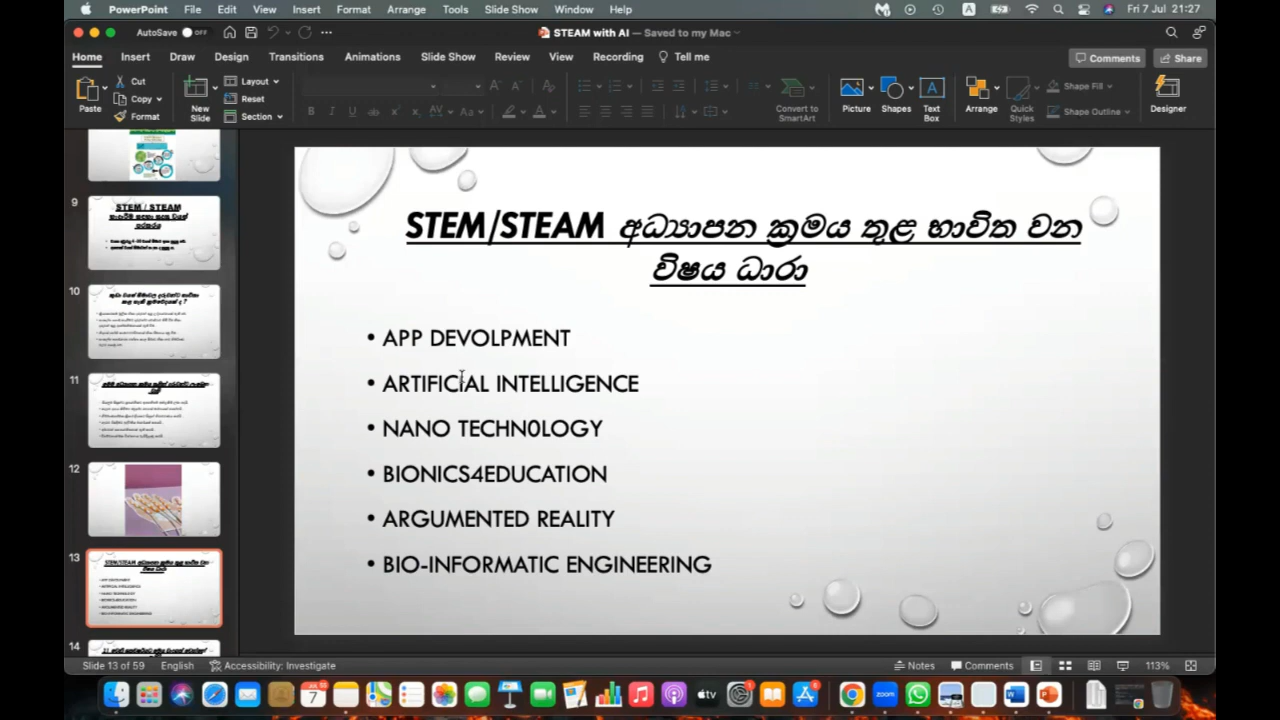 PowerPoint File Edit View Insert Format Arrange Tools Slide Show Window Help A Fri 7 Jul 21:27
AutoSave OFF STEAM with AI — Saved to my Mac
Home Insert Draw Design Transitions Animations Slide Show Review View Recording Tell me Comments Share
Paste Cut Copy Format New Slide Layout Reset Section Convert to SmartArt Picture Shapes Text Box Arrange Quick Styles Shape Fill Shape Outline Designer
9
STEM / STEAM
10
11
12
13
14
STEM/STEAM අධ්‍යාපන ක්‍රමය තුළ භාවිත වන
විෂය ධාරා
• APP DEVOLPMENT
• ARTIFICIAL INTELLIGENCE
• NANO TECHN0LOGY
• BIONICS4EDUCATION
• ARGUMENTED REALITY
• BIO-INFORMATIC ENGINEERING
Slide 13 of 59 English Accessibility: Investigate Notes Comments 113%
JUL 7 tv zoom